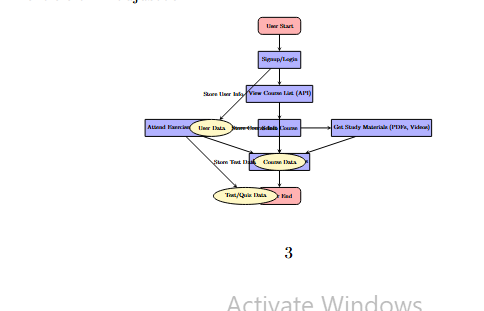 User Start
Signup/Login
Store User Info
View Course List (API)
Attend Exercise
User Data
Store Course Info
Course
Get Study Materials (PDFs, Videos)
Store Test Data
Course Data
Test/Quiz Data
End
3
Activate Windows